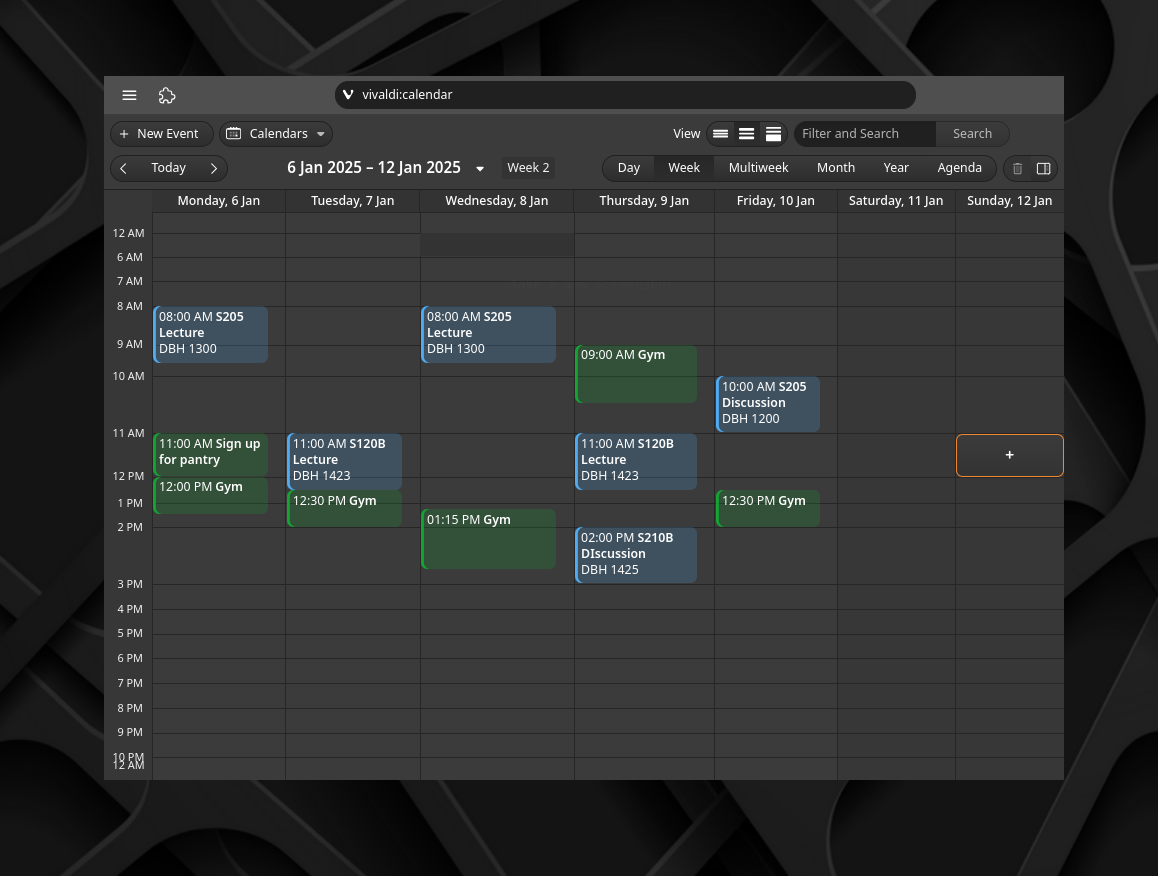 vivaldi:calendar
New Event
Calendars
View
Filter and Search
Search
Today
6 Jan 2025 – 12 Jan 2025
Week 2
Day
Week
Multiweek
Month
Year
Agenda
Monday, 6 Jan
Tuesday, 7 Jan
Wednesday, 8 Jan
Thursday, 9 Jan
Friday, 10 Jan
Saturday, 11 Jan
Sunday, 12 Jan
12 AM
6 AM
7 AM
8 AM
9 AM
10 AM
11 AM
12 PM
1 PM
2 PM
3 PM
4 PM
5 PM
6 PM
7 PM
8 PM
9 PM
10 PM
12 AM
08:00 AM S205
Lecture
DBH 1300
11:00 AM Sign up
for pantry
12:00 PM Gym
11:00 AM S120B
Lecture
DBH 1423
12:30 PM Gym
08:00 AM S205
Lecture
DBH 1300
01:15 PM Gym
09:00 AM Gym
11:00 AM S120B
Lecture
DBH 1423
02:00 PM S210B
DIscussion
DBH 1425
10:00 AM S205
Discussion
DBH 1200
12:30 PM Gym
+